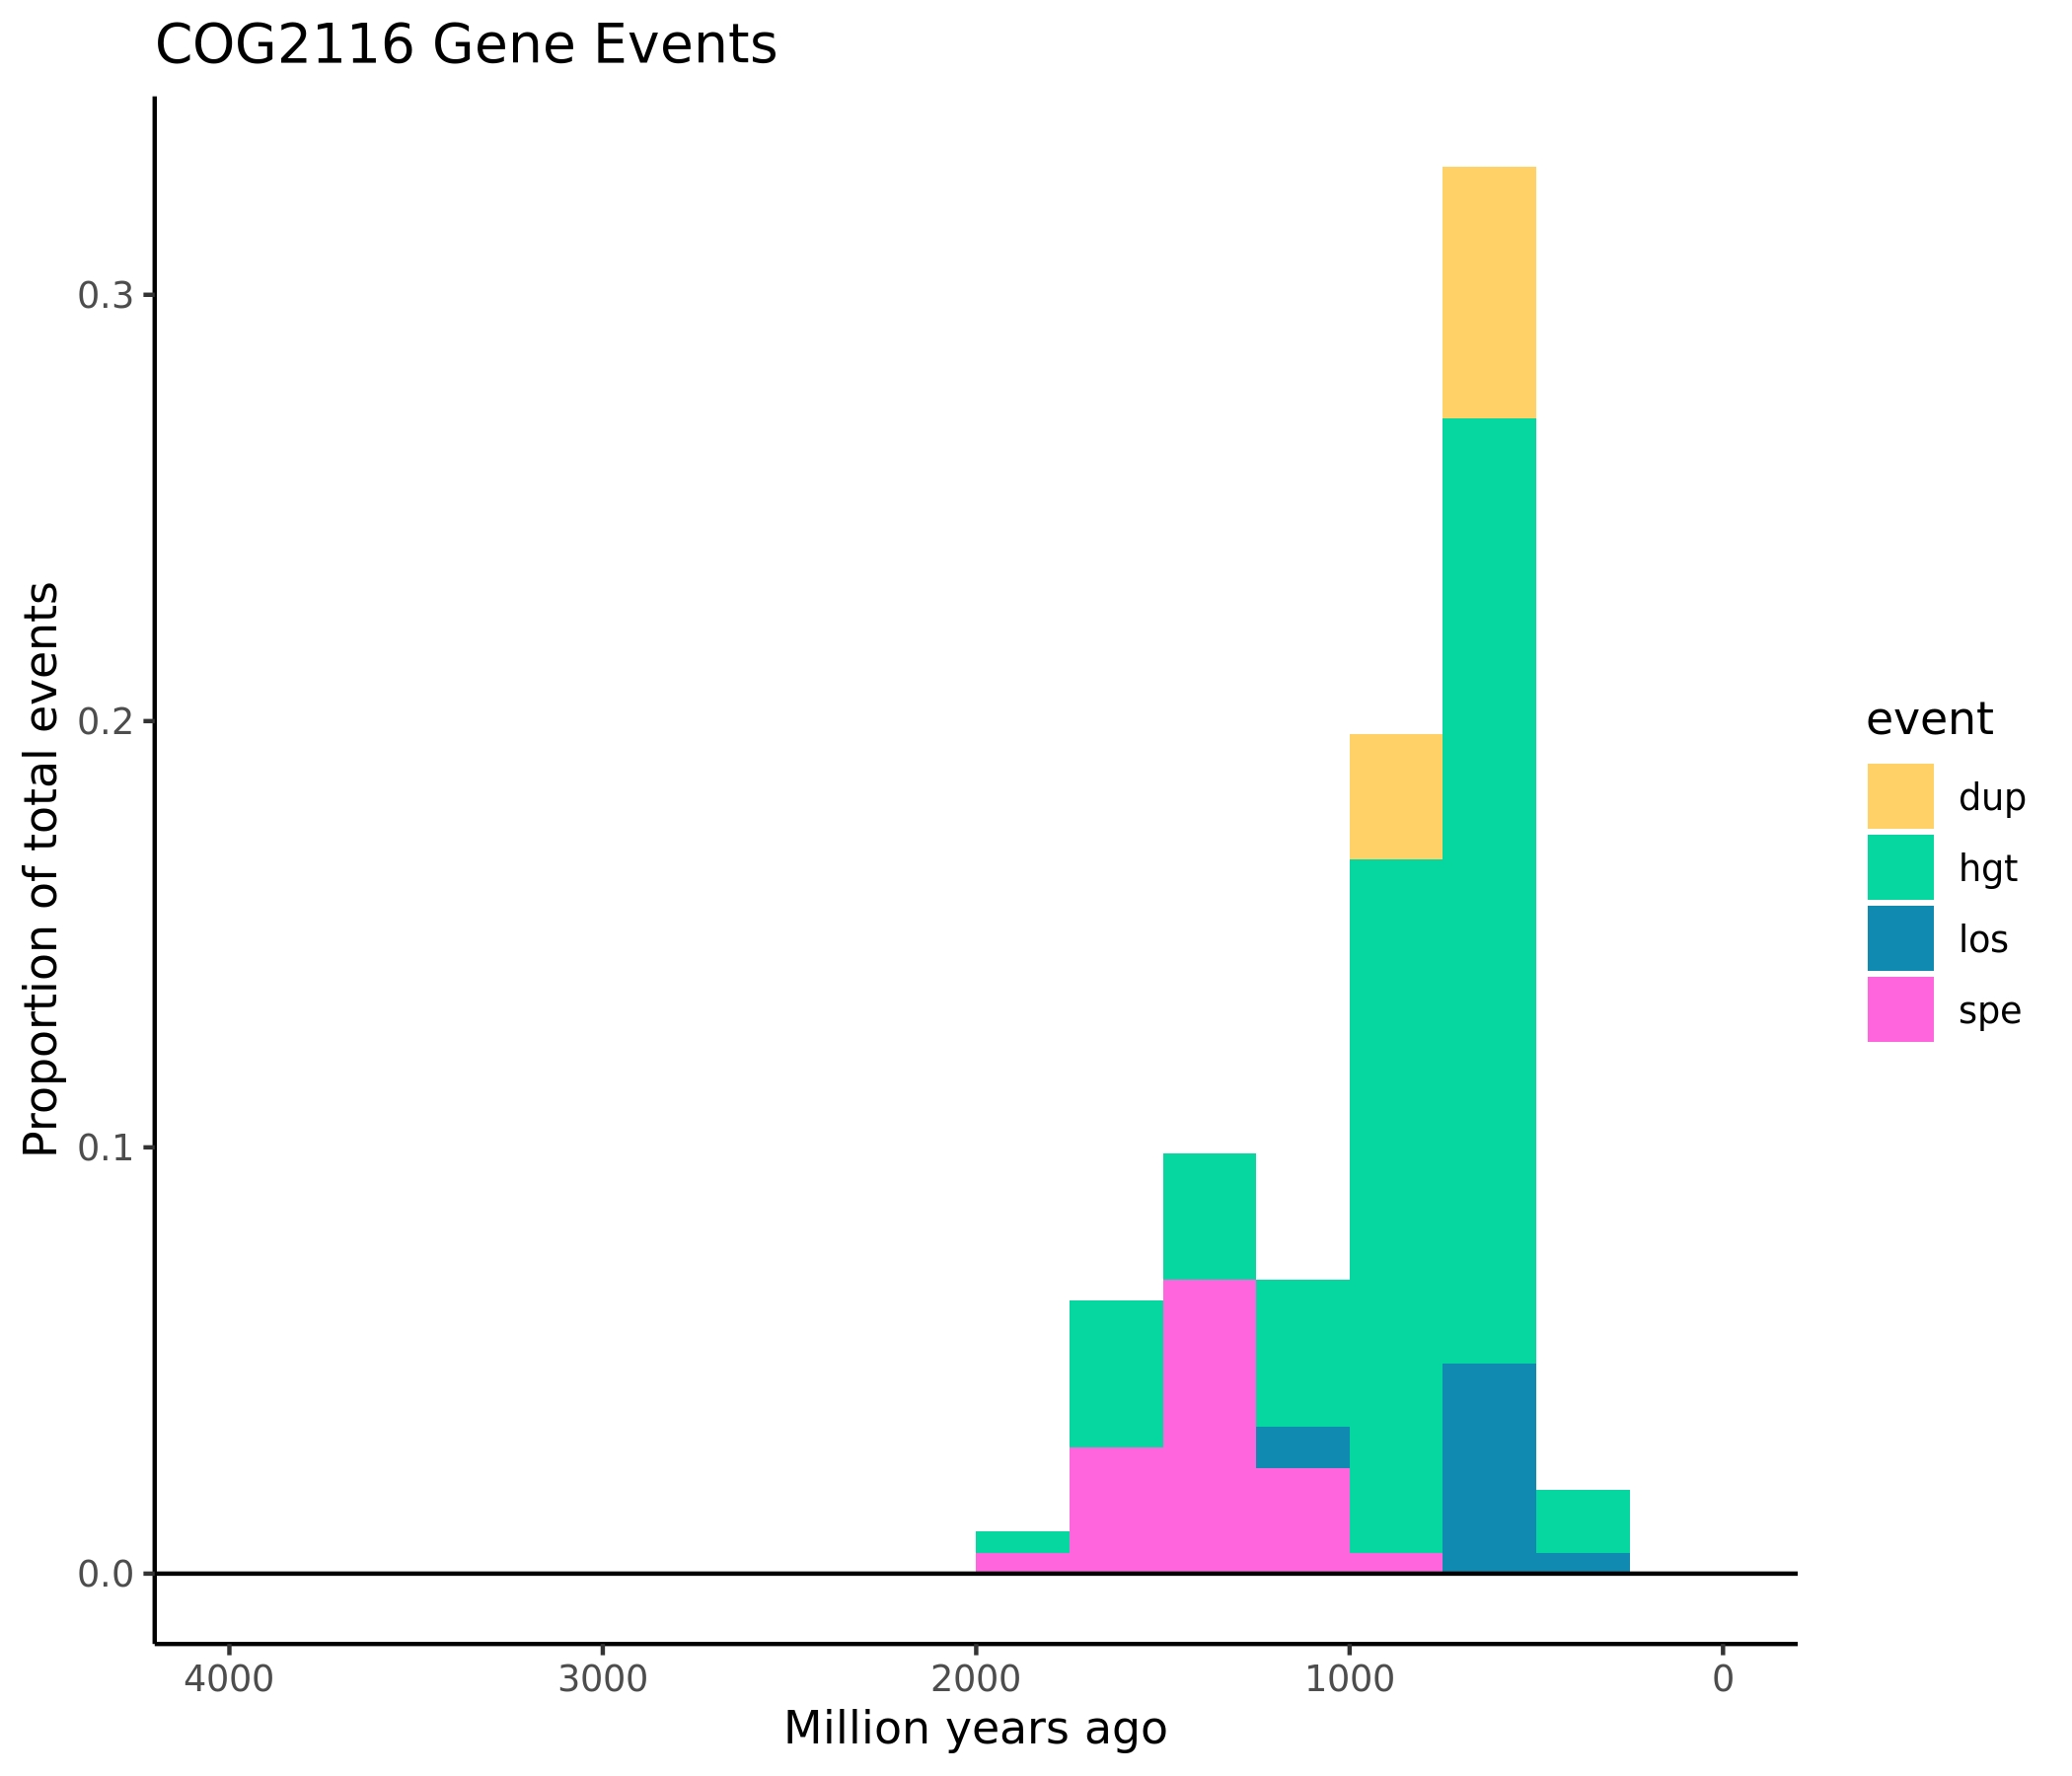 COG2116 Gene Events
Proportion of total events
0.3
0.2
0.1
0.0
4000 3000 2000 1000 0
Million years ago
event
dup
hgt
los
spe